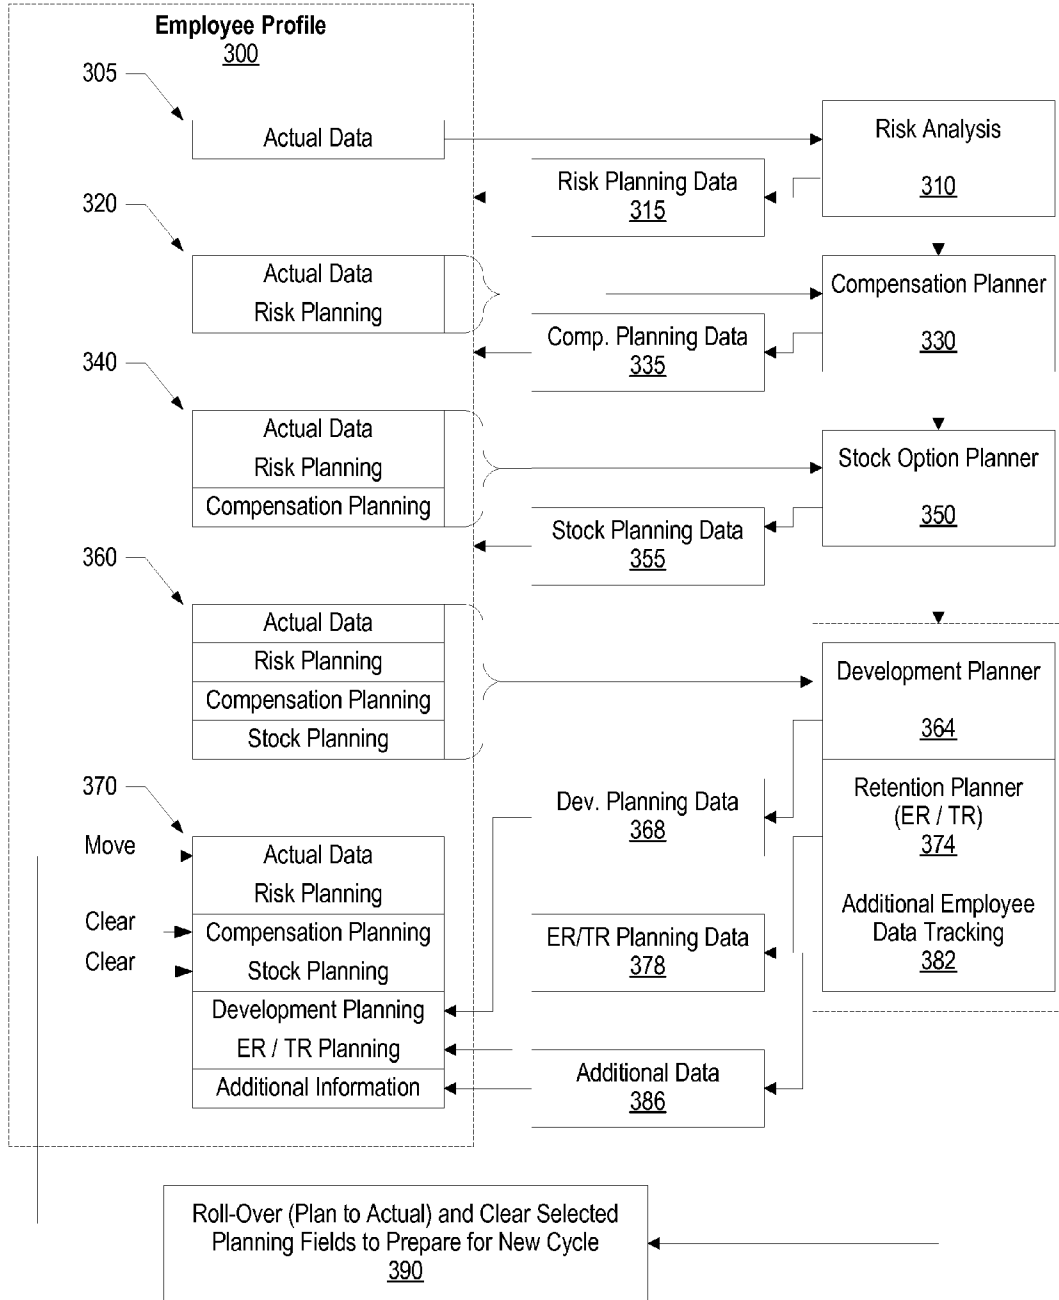 Employee Profile
300
305
Actual Data
Risk Analysis
310
Risk Planning Data
315
320
Actual Data
Risk Planning
Compensation Planner
330
Comp. Planning Data
335
340
Actual Data
Risk Planning
Compensation Planning
Stock Option Planner
350
Stock Planning Data
355
360
Actual Data
Risk Planning
Compensation Planning
Stock Planning
Development Planner
364
370
Dev. Planning Data
368
Retention Planner
(ER / TR)
374
Move
Actual Data
Risk Planning
Clear
Compensation Planning
Clear
Stock Planning
Development Planning
ER / TR Planning
Additional Information
ER/TR Planning Data
378
Additional Employee
Data Tracking
382
Additional Data
386
Roll-Over (Plan to Actual) and Clear Selected
Planning Fields to Prepare for New Cycle
390